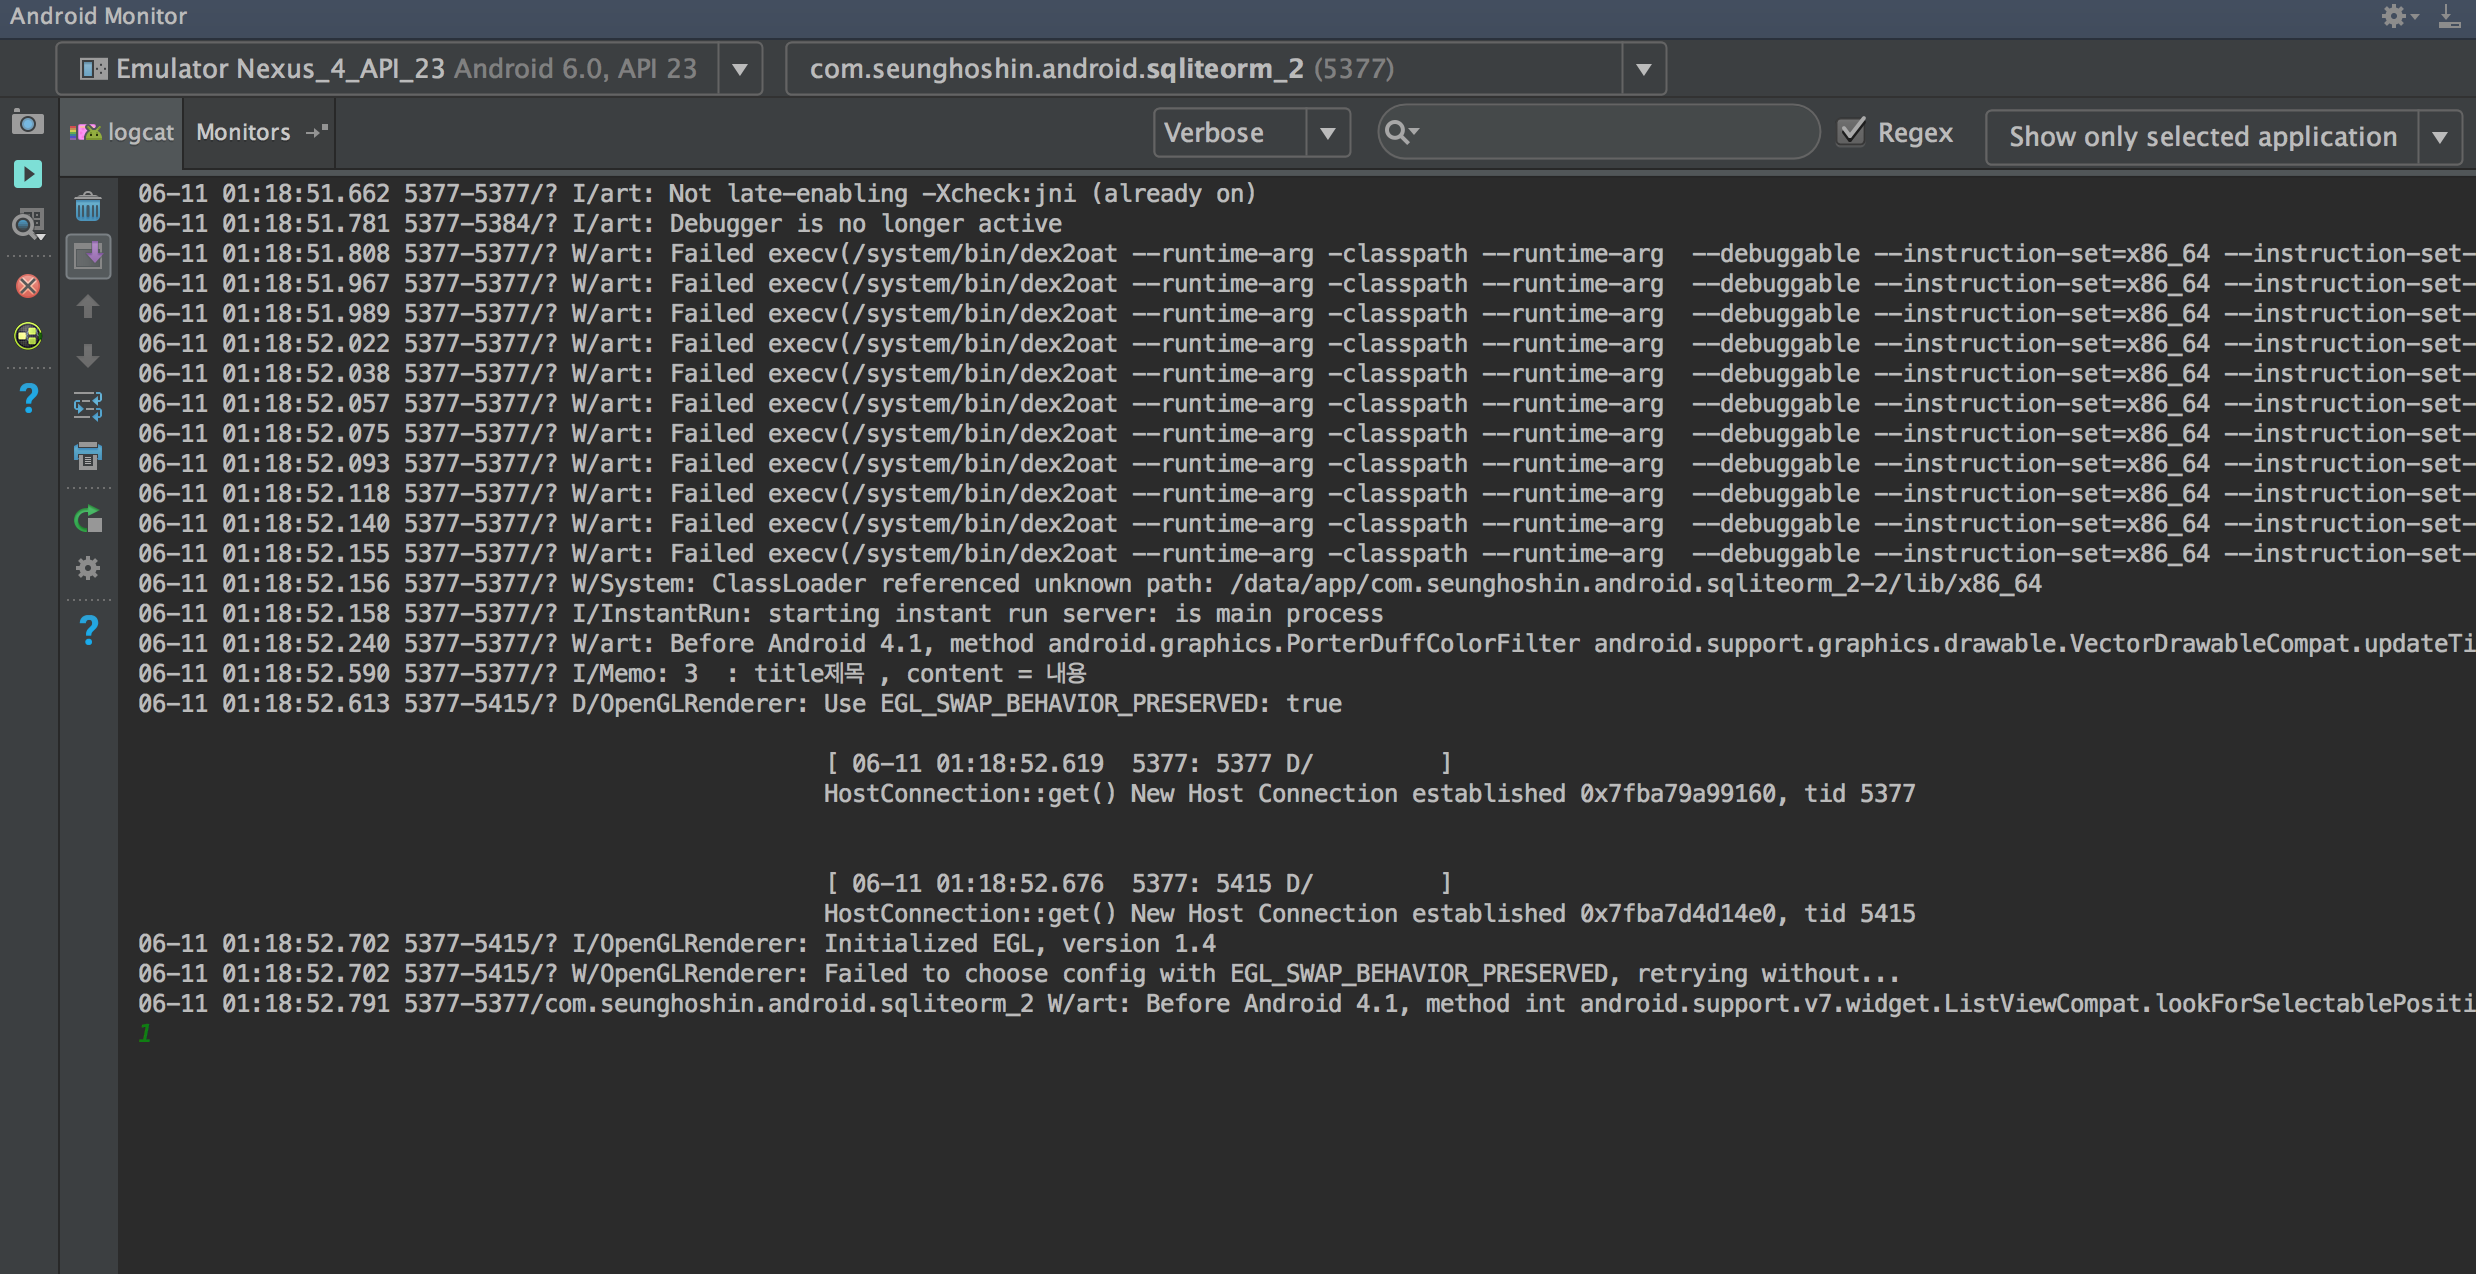 Android Monitor
Emulator Nexus_4_API_23 Android 6.0, API 23
com.seunghoshin.android.sqliteorm_2 (5377)
logcat
Monitors
Verbose
Regex
Show only selected application
06-11 01:18:51.662 5377-5377/? I/art: Not late-enabling -Xcheck:jni (already on)
06-11 01:18:51.781 5377-5384/? I/art: Debugger is no longer active
06-11 01:18:51.808 5377-5377/? W/art: Failed execv(/system/bin/dex2oat --runtime-arg -classpath --runtime-arg  --debuggable --instruction-set=x86_64 --instruction-set-
06-11 01:18:51.967 5377-5377/? W/art: Failed execv(/system/bin/dex2oat --runtime-arg -classpath --runtime-arg  --debuggable --instruction-set=x86_64 --instruction-set-
06-11 01:18:51.989 5377-5377/? W/art: Failed execv(/system/bin/dex2oat --runtime-arg -classpath --runtime-arg  --debuggable --instruction-set=x86_64 --instruction-set-
06-11 01:18:52.022 5377-5377/? W/art: Failed execv(/system/bin/dex2oat --runtime-arg -classpath --runtime-arg  --debuggable --instruction-set=x86_64 --instruction-set-
06-11 01:18:52.038 5377-5377/? W/art: Failed execv(/system/bin/dex2oat --runtime-arg -classpath --runtime-arg  --debuggable --instruction-set=x86_64 --instruction-set-
06-11 01:18:52.057 5377-5377/? W/art: Failed execv(/system/bin/dex2oat --runtime-arg -classpath --runtime-arg  --debuggable --instruction-set=x86_64 --instruction-set-
06-11 01:18:52.075 5377-5377/? W/art: Failed execv(/system/bin/dex2oat --runtime-arg -classpath --runtime-arg  --debuggable --instruction-set=x86_64 --instruction-set-
06-11 01:18:52.093 5377-5377/? W/art: Failed execv(/system/bin/dex2oat --runtime-arg -classpath --runtime-arg  --debuggable --instruction-set=x86_64 --instruction-set-
06-11 01:18:52.118 5377-5377/? W/art: Failed execv(/system/bin/dex2oat --runtime-arg -classpath --runtime-arg  --debuggable --instruction-set=x86_64 --instruction-set-
06-11 01:18:52.140 5377-5377/? W/art: Failed execv(/system/bin/dex2oat --runtime-arg -classpath --runtime-arg  --debuggable --instruction-set=x86_64 --instruction-set-
06-11 01:18:52.155 5377-5377/? W/art: Failed execv(/system/bin/dex2oat --runtime-arg -classpath --runtime-arg  --debuggable --instruction-set=x86_64 --instruction-set-
06-11 01:18:52.156 5377-5377/? W/System: ClassLoader referenced unknown path: /data/app/com.seunghoshin.android.sqliteorm_2-2/lib/x86_64
06-11 01:18:52.158 5377-5377/? I/InstantRun: starting instant run server: is main process
06-11 01:18:52.240 5377-5377/? W/art: Before Android 4.1, method android.graphics.PorterDuffColorFilter android.support.graphics.drawable.VectorDrawableCompat.updateTi
06-11 01:18:52.590 5377-5377/? I/Memo: 3  : title제목 , content = 내용
06-11 01:18:52.613 5377-5415/? D/OpenGLRenderer: Use EGL_SWAP_BEHAVIOR_PRESERVED: true
[ 06-11 01:18:52.619  5377: 5377 D/         ]
HostConnection::get() New Host Connection established 0x7fba79a99160, tid 5377
[ 06-11 01:18:52.676  5377: 5415 D/         ]
HostConnection::get() New Host Connection established 0x7fba7d4d14e0, tid 5415
06-11 01:18:52.702 5377-5415/? I/OpenGLRenderer: Initialized EGL, version 1.4
06-11 01:18:52.702 5377-5415/? W/OpenGLRenderer: Failed to choose config with EGL_SWAP_BEHAVIOR_PRESERVED, retrying without...
06-11 01:18:52.791 5377-5377/com.seunghoshin.android.sqliteorm_2 W/art: Before Android 4.1, method int android.support.v7.widget.ListViewCompat.lookForSelectablePositi
1